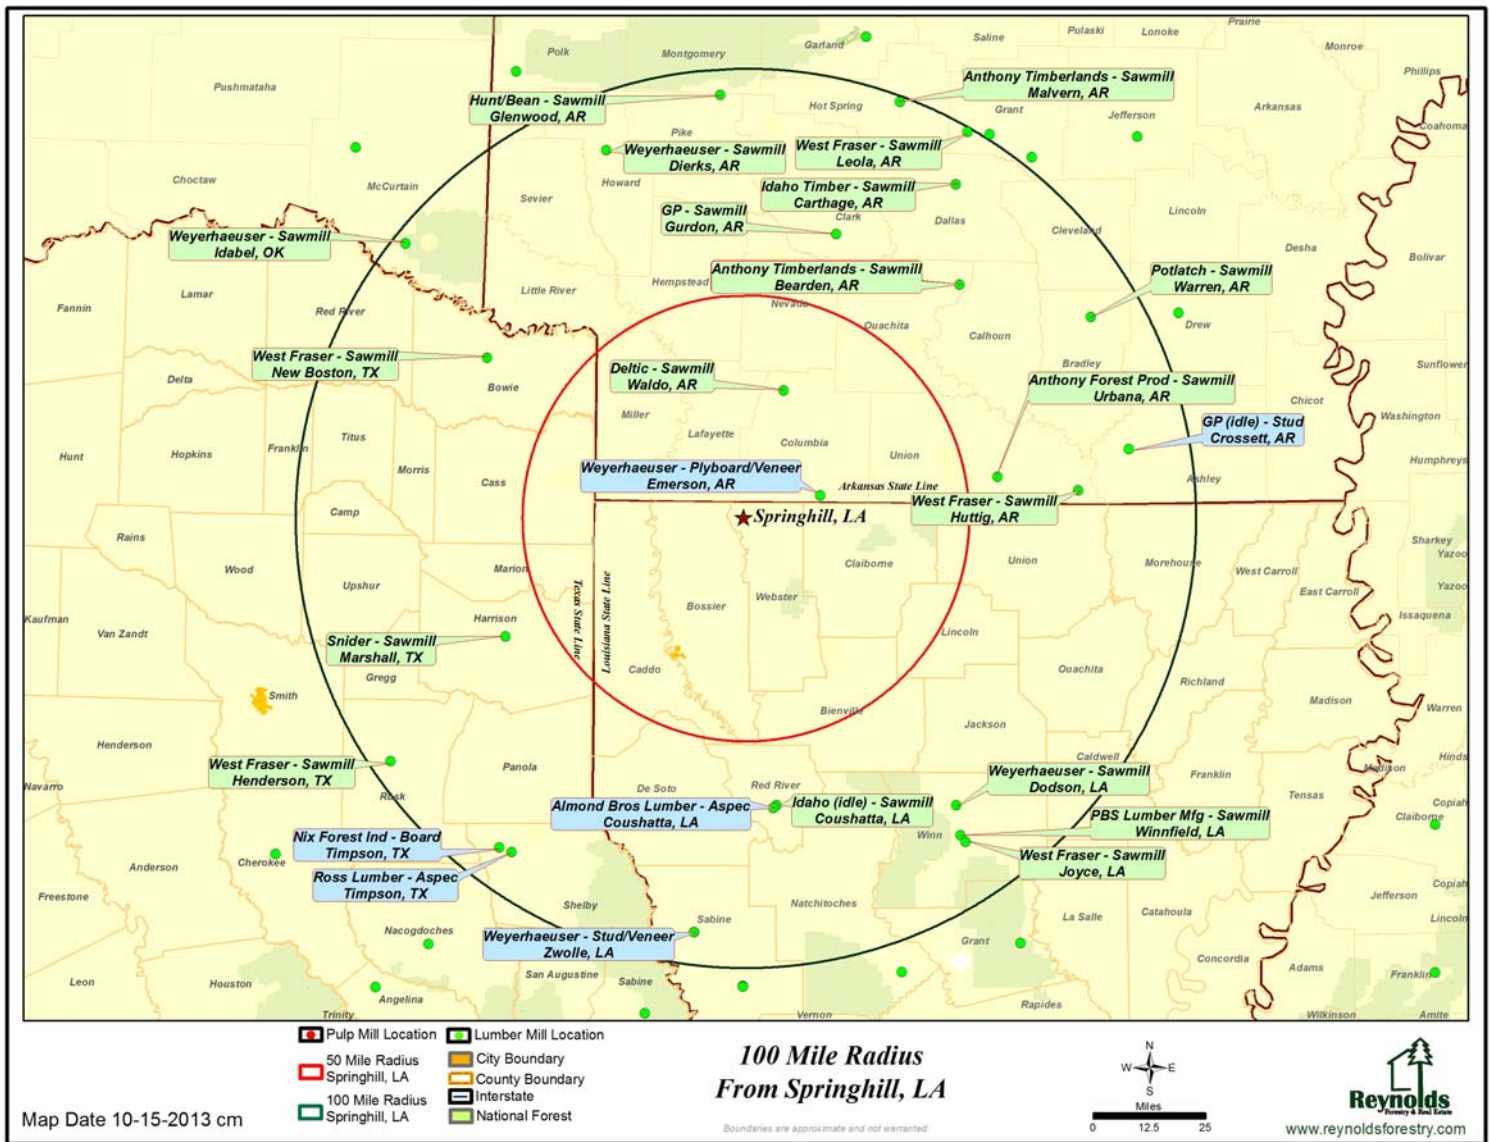 Prairie
Polk
Montgomery
Garland
Saline
Pulaski
Lonoke
Monroe
Phillips
Pushmataha
Hunt/Bean - Sawmill
Glenwood, AR
Hot Spring
Anthony Timberlands - Sawmill
Malvern, AR
Grant
Jefferson
Arkansas
Coahoma
Pike
Weyerhaeuser - Sawmill
Dierks, AR
West Fraser - Sawmill
Leola, AR
Choctaw
McCurtain
Sevier
Howard
Idaho Timber - Sawmill
Carthage, AR
GP - Sawmill
Gurdon, AR
Clark
Dallas
Cleveland
Lincoln
Desha
Bolivar
Weyerhaeuser - Sawmill
Idabel, OK
Anthony Timberlands - Sawmill
Bearden, AR
Potlatch - Sawmill
Warren, AR
Fannin
Lamar
Red River
Little River
Hempstead
Nevada
Ouachita
Calhoun
Drew
West Fraser - Sawmill
New Boston, TX
Delta
Bowie
Deltic - Sawmill
Waldo, AR
Bradley
Sunflower
Anthony Forest Prod - Sawmill
Urbana, AR
Chicot
Washington
Miller
Lafayette
Columbia
Union
GP (idle) - Stud
Crossett, AR
Hunt
Hopkins
Franklin
Titus
Morris
Cass
Humphreys
Weyerhaeuser - Plyboard/Veneer
Emerson, AR
Arkansas State Line
Ashley
West Fraser - Sawmill
Huttig, AR
Springhill, LA
Camp
Rains
Wood
Upshur
Marion
Claiborne
Union
Morehouse
West Carroll
East Carroll
Sharkey
Yazoo
Yazoo
Issaquena
Texas State Line
Louisiana State Line
Bossier
Webster
Kaufman
Van Zandt
Harrison
Lincoln
Snider - Sawmill
Marshall, TX
Gregg
Caddo
Ouachita
Richland
Madison
Warren
Smith
Bienville
Jackson
Henderson
Caldwell
Hinds
West Fraser - Sawmill
Henderson, TX
Panola
Navarro
Rusk
De Soto
Red River
Weyerhaeuser - Sawmill
Dodson, LA
Franklin
Madison
Tensas
Copiah
Claiborne
Almond Bros Lumber - Aspec
Coushatta, LA
Idaho (idle) - Sawmill
Coushatta, LA
Winn
PBS Lumber Mfg - Sawmill
Winnfield, LA
Nix Forest Ind - Board
Timpson, TX
West Fraser - Sawmill
Joyce, LA
Anderson
Cherokee
Ross Lumber - Aspec
Timpson, TX
Freestone
Shelby
Natchitoches
La Salle
Catahoula
Jefferson
Copiah
Lincoln
Nacogdoches
Sabine
Weyerhaeuser - Stud/Veneer
Zwolle, LA
Grant
Concordia
Adams
Franklin
Leon
Houston
San Augustine
Sabine
Angelina
Trinity
Vernon
Rapides
Wilkinson
Amite
Pulp Mill Location
Lumber Mill Location
50 Mile Radius
Springhill, LA
City Boundary
County Boundary
Interstate
100 Mile Radius
Springhill, LA
National Forest
Map Date 10-15-2013 cm
100 Mile Radius
From Springhill, LA
Boundaries are approximate and not warranted.
N
W
E
S
Miles
0 12.5 25
Reynolds
Forestry & Real Estate
www.reynoldsforestry.com